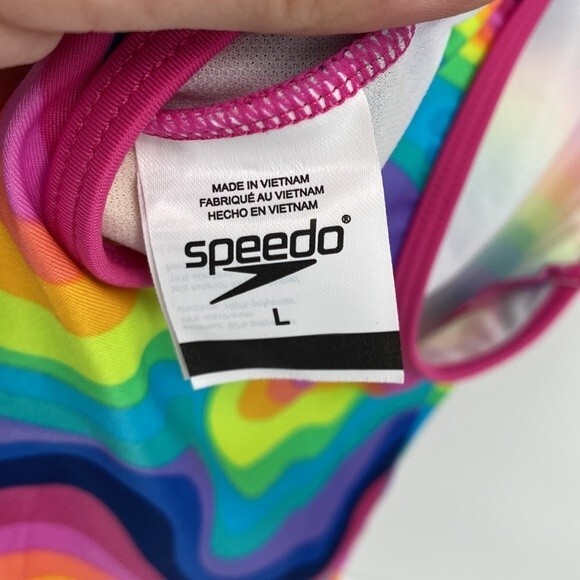 MADE IN VIETNAM
FABRIQUÉ AU VIETNAM
HECHO EN VIETNAM
speedo®
L